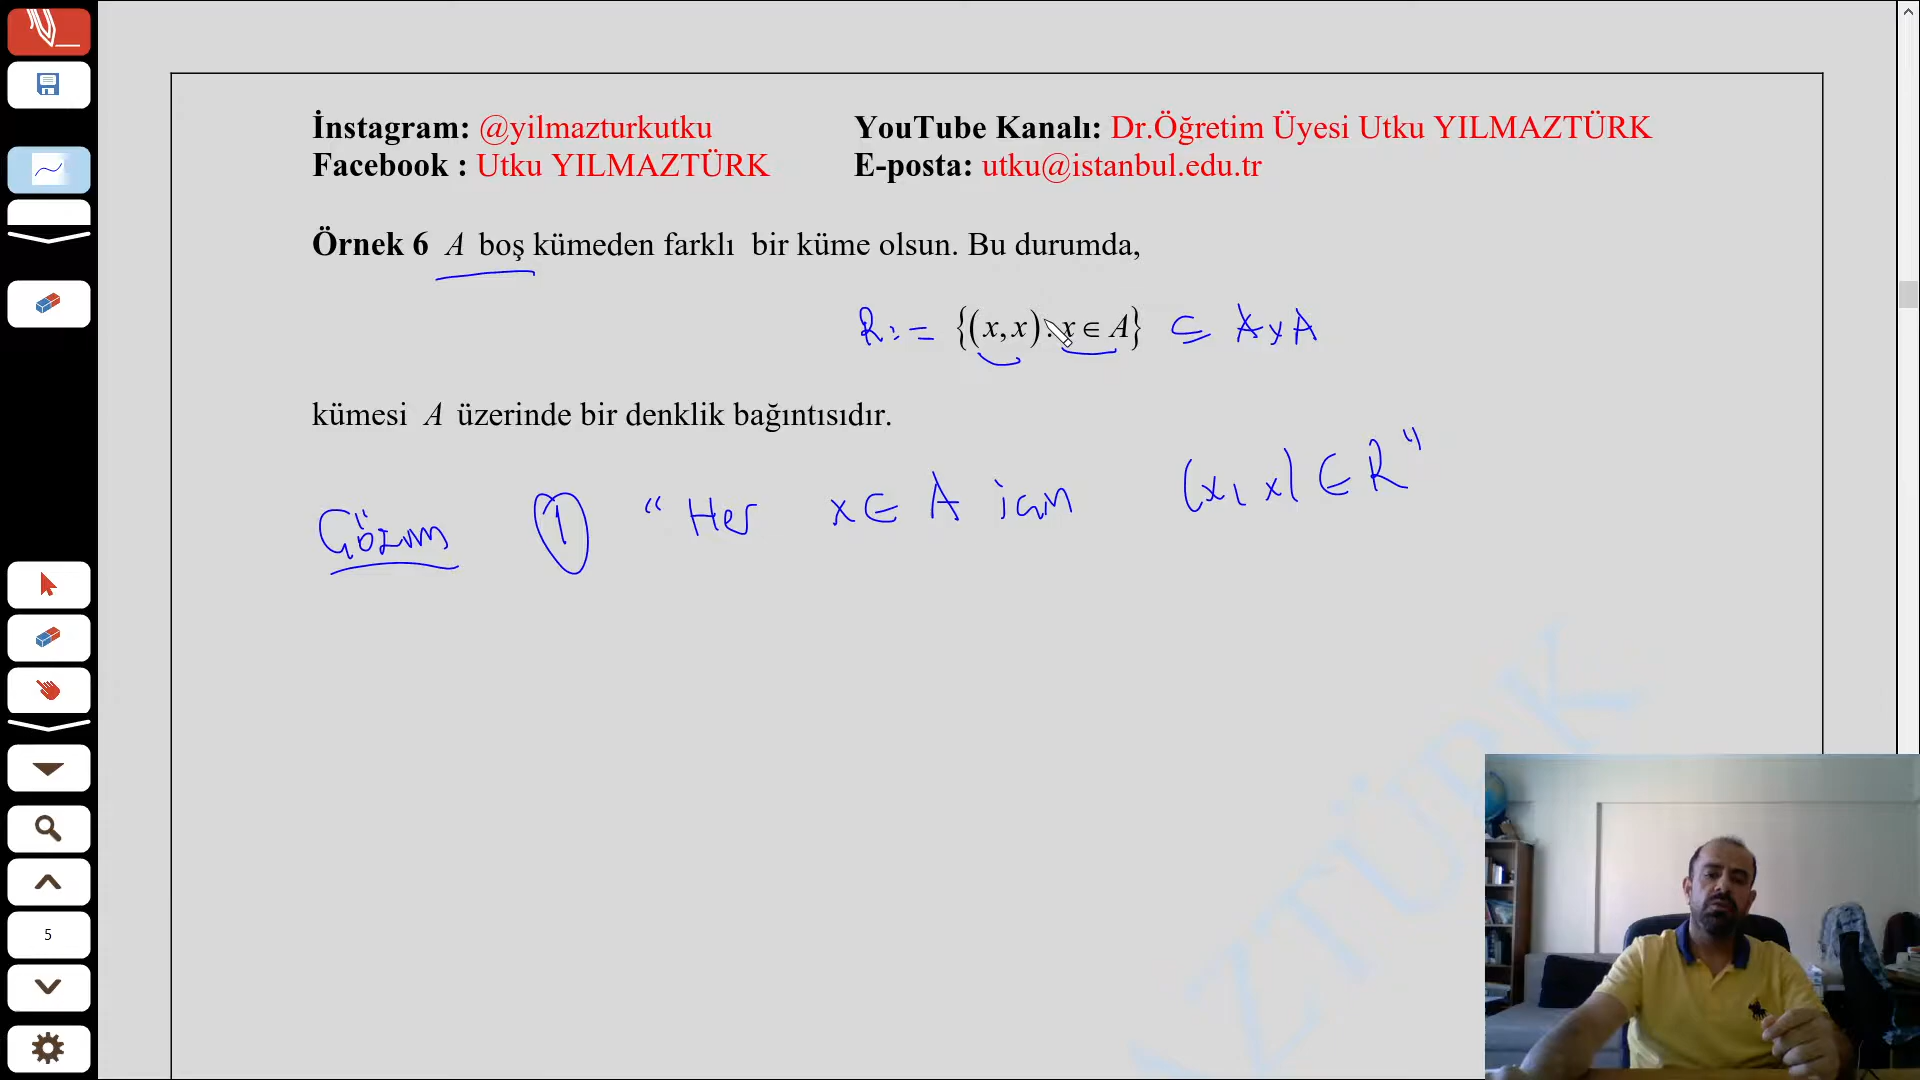 İnstagram: @yilmazturkutku YouTube Kanalı: Dr.Öğretim Üyesi Utku YILMAZTÜRK
Facebook : Utku YILMAZTÜRK E-posta: utku@istanbul.edu.tr
Örnek 6 A boş kümeden farklı bir küme olsun. Bu durumda,
R := {(x, x) : x ∈ A} ⊆ A x A
kümesi A üzerinde bir denklik bağıntısıdır.
Çözüm 1 "Her x ∈ A için (x, x) ∈ R"
AZTÜRK
5